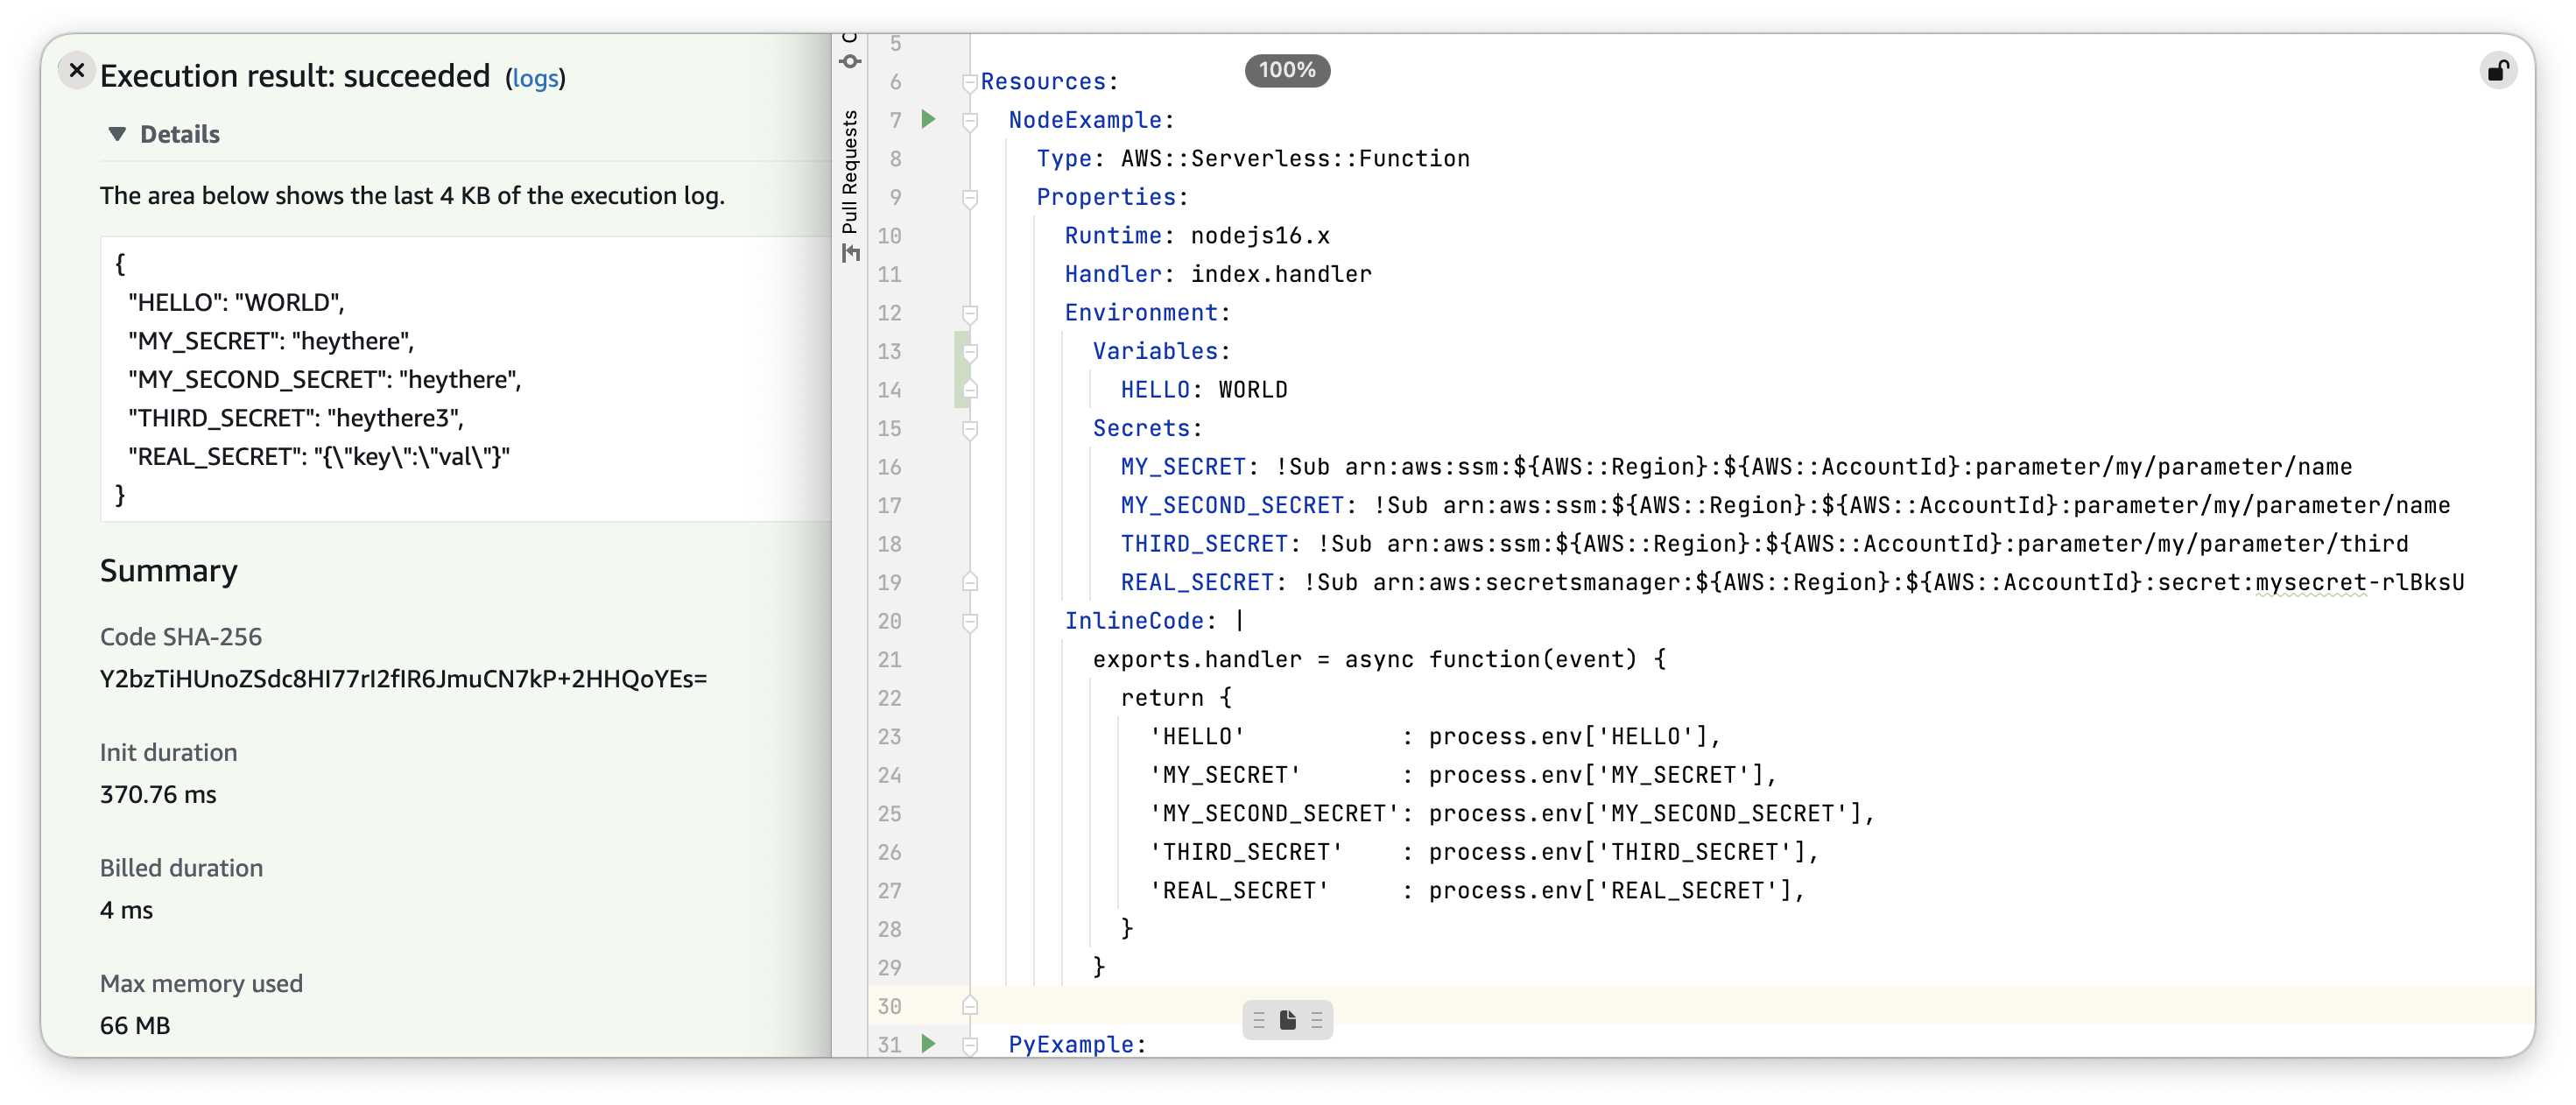 Execution result: succeeded (logs)
Details
The area below shows the last 4 KB of the execution log.
{
"HELLO": "WORLD",
"MY_SECRET": "heythere",
"MY_SECOND_SECRET": "heythere",
"THIRD_SECRET": "heythere3",
"REAL_SECRET": "{\"key\":\"val\"}"
}
Summary
Code SHA-256
Y2bzTiHUnoZSdc8HI77rI2fIR6JmuCN7kP+2HHQoYEs=
Init duration
370.76 ms
Billed duration
4 ms
Max memory used
66 MB
Pull Requests
100%
5
6 Resources:
7 NodeExample:
8 Type: AWS::Serverless::Function
9 Properties:
10 Runtime: nodejs16.x
11 Handler: index.handler
12 Environment:
13 Variables:
14 HELLO: WORLD
15 Secrets:
16 MY_SECRET: !Sub arn:aws:ssm:${AWS::Region}:${AWS::AccountId}:parameter/my/parameter/name
17 MY_SECOND_SECRET: !Sub arn:aws:ssm:${AWS::Region}:${AWS::AccountId}:parameter/my/parameter/name
18 THIRD_SECRET: !Sub arn:aws:ssm:${AWS::Region}:${AWS::AccountId}:parameter/my/parameter/third
19 REAL_SECRET: !Sub arn:aws:secretsmanager:${AWS::Region}:${AWS::AccountId}:secret:mysecret-rlBksU
20 InlineCode: |
21 exports.handler = async function(event) {
22 return {
23 'HELLO' : process.env['HELLO'],
24 'MY_SECRET' : process.env['MY_SECRET'],
25 'MY_SECOND_SECRET': process.env['MY_SECOND_SECRET'],
26 'THIRD_SECRET' : process.env['THIRD_SECRET'],
27 'REAL_SECRET' : process.env['REAL_SECRET'],
28 }
29 }
30
31 PyExample: